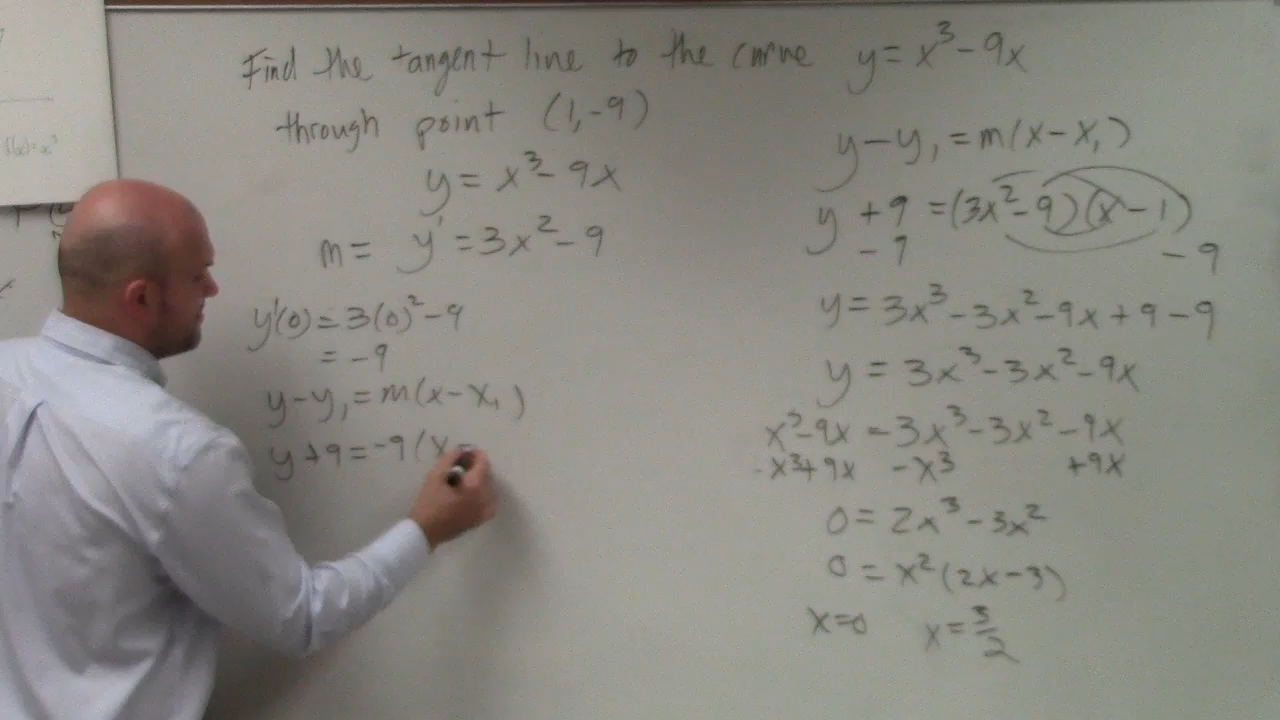 Find the tangent line to the curve y = x³ - 9x
through point (1, -9)
y = x³ - 9x
m = y' = 3x² - 9
y'(0) = 3(0)² - 9
= -9
y - y₁ = m(x - x₁)
y + 9 = -9(x -
y - y₁ = m(x - x₁)
y + 9 = (3x² - 9)(x - 1)
- 9 - 9
y = 3x³ - 3x² - 9x + 9 - 9
y = 3x³ - 3x² - 9x
x³ - 9x = 3x³ - 3x² - 9x
- x³ + 9x - x³ + 9x
0 = 2x³ - 3x²
0 = x²(2x - 3)
x = 0 x = 3/2